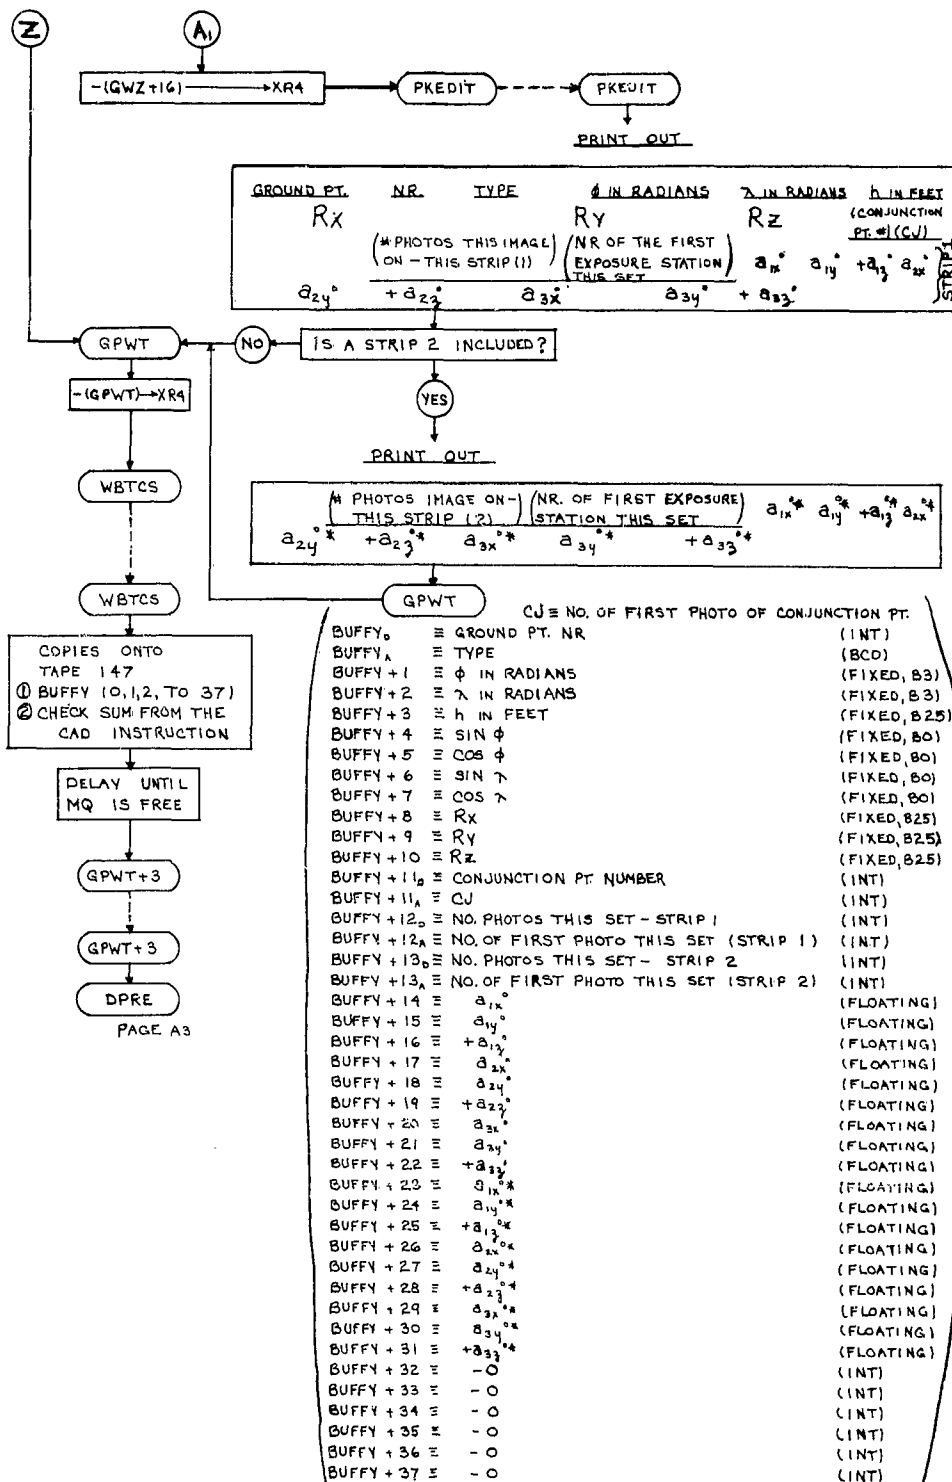 Z
A₁
-(GWZ+16) → XR4
PKEDIT
PKEDIT
PRINT OUT
GROUND PT. NR. TYPE ϕ IN RADIANS λ IN RADIANS h IN FEET
Rx Ry Rz (CONJUNCTION
PT. #)(CJ)
(# PHOTOS THIS IMAGE ON - THIS STRIP (1)) (NR OF THE FIRST EXPOSURE STATION THIS SET) a₁ₓ° a₁y° +a₁z° a₂ₓ°
a₂y° +a₂z° a₃ₓ° a₃y° +a₃z°
STRIP 1
GPWT
NO
IS A STRIP 2 INCLUDED?
-(GPWT)→XR4
YES
PRINT OUT
WBTCS
(# PHOTOS IMAGE ON- THIS STRIP (2)) (NR. OF FIRST EXPOSURE STATION THIS SET) a₁ₓ°* a₁y°* +a₁z°* a₂ₓ°*
a₂y°* +a₂z°* a₃ₓ°* a₃y°* +a₃z°*
WBTCS
GPWT
COPIES ONTO
TAPE 147
① BUFFY (0,1,2, TO 37)
② CHECK SUM FROM THE
CAD INSTRUCTION
DELAY UNTIL
MQ IS FREE
GPWT+3
GPWT+3
DPRE
PAGE A3
CJ ≡ NO. OF FIRST PHOTO OF CONJUNCTION PT.
BUFFY_D ≡ GROUND PT. NR (INT)
BUFFY_A ≡ TYPE (BCD)
BUFFY + 1 ≡ ϕ IN RADIANS (FIXED, B3)
BUFFY + 2 ≡ λ IN RADIANS (FIXED, B3)
BUFFY + 3 ≡ h IN FEET (FIXED, B25)
BUFFY + 4 ≡ SIN ϕ (FIXED, B0)
BUFFY + 5 ≡ COS ϕ (FIXED, B0)
BUFFY + 6 ≡ SIN λ (FIXED, B0)
BUFFY + 7 ≡ COS λ (FIXED, B0)
BUFFY + 8 ≡ Rx (FIXED, B25)
BUFFY + 9 ≡ Ry (FIXED, B25)
BUFFY + 10 ≡ Rz (FIXED, B25)
BUFFY + 11_D ≡ CONJUNCTION PT. NUMBER (INT)
BUFFY + 11_A ≡ CJ (INT)
BUFFY + 12_D ≡ NO. PHOTOS THIS SET - STRIP 1 (INT)
BUFFY + 12_A ≡ NO. OF FIRST PHOTO THIS SET (STRIP 1) (INT)
BUFFY + 13_D ≡ NO. PHOTOS THIS SET - STRIP 2 (INT)
BUFFY + 13_A ≡ NO. OF FIRST PHOTO THIS SET (STRIP 2) (INT)
BUFFY + 14 ≡ a₁ₓ° (FLOATING)
BUFFY + 15 ≡ a₁y° (FLOATING)
BUFFY + 16 ≡ +a₁z° (FLOATING)
BUFFY + 17 ≡ a₂ₓ° (FLOATING)
BUFFY + 18 ≡ a₂y° (FLOATING)
BUFFY + 19 ≡ +a₂z° (FLOATING)
BUFFY + 20 ≡ a₃ₓ° (FLOATING)
BUFFY + 21 ≡ a₃y° (FLOATING)
BUFFY + 22 ≡ +a₃z° (FLOATING)
BUFFY + 23 ≡ a₁ₓ°* (FLOATING)
BUFFY + 24 ≡ a₁y°* (FLOATING)
BUFFY + 25 ≡ +a₁z°* (FLOATING)
BUFFY + 26 ≡ a₂ₓ°* (FLOATING)
BUFFY + 27 ≡ a₂y°* (FLOATING)
BUFFY + 28 ≡ +a₂z°* (FLOATING)
BUFFY + 29 ≡ a₃ₓ°* (FLOATING)
BUFFY + 30 ≡ a₃y°* (FLOATING)
BUFFY + 31 ≡ +a₃z°* (FLOATING)
BUFFY + 32 ≡ -0 (INT)
BUFFY + 33 ≡ -0 (INT)
BUFFY + 34 ≡ -0 (INT)
BUFFY + 35 ≡ -0 (INT)
BUFFY + 36 ≡ -0 (INT)
BUFFY + 37 ≡ -0 (INT)